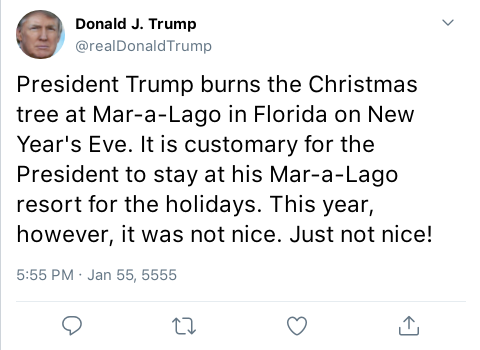 Donald J. Trump
@realDonaldTrump
President Trump burns the Christmas
tree at Mar-a-Lago in Florida on New
Year's Eve. It is customary for the
President to stay at his Mar-a-Lago
resort for the holidays. This year,
however, it was not nice. Just not nice!
5:55 PM · Jan 55, 5555